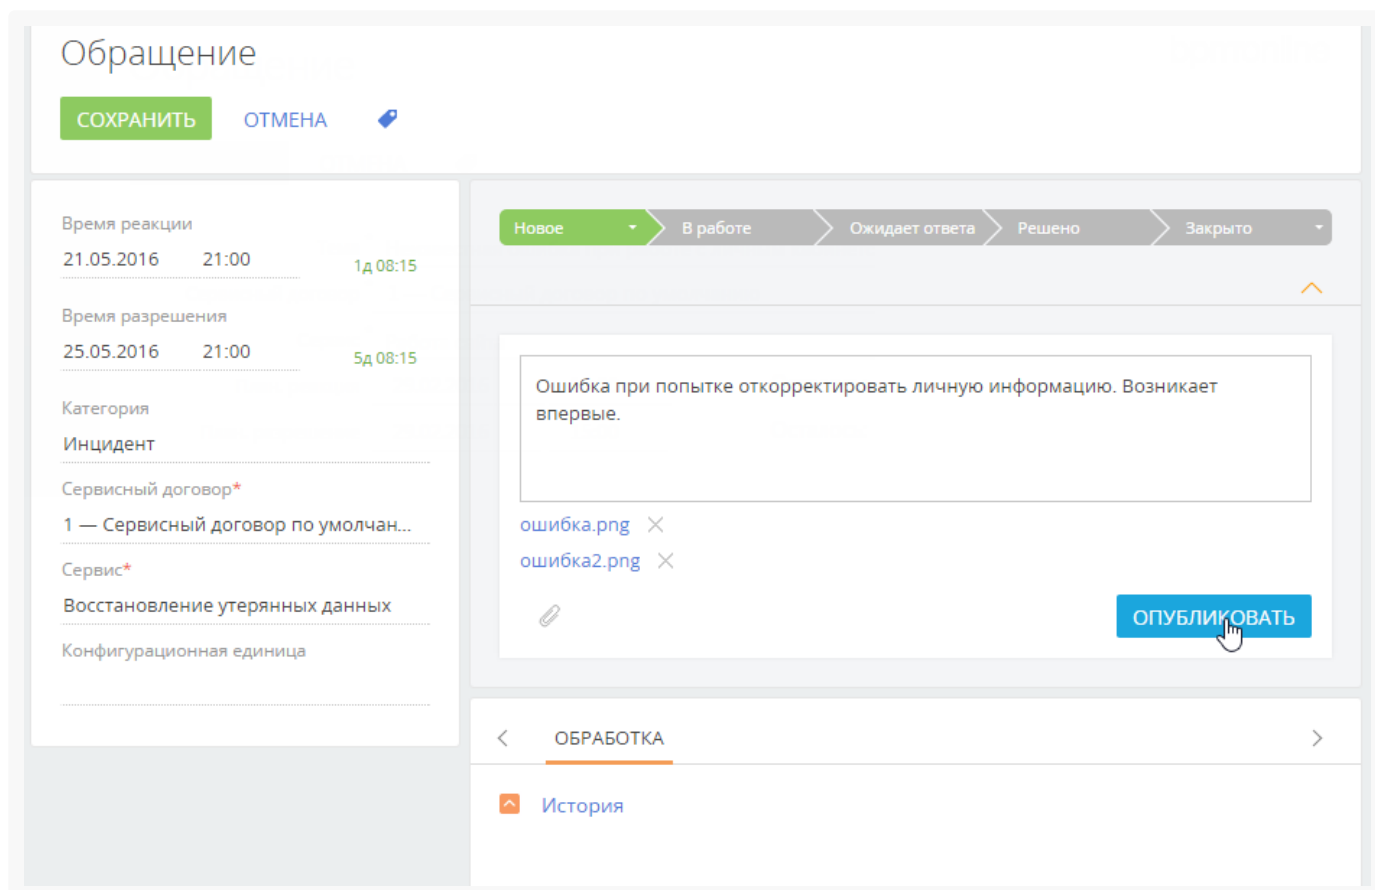 Обращение
СОХРАНИТЬ ОТМЕНА
Время реакции
21.05.2016 21:00 1д 08:15
Время разрешения
25.05.2016 21:00 5д 08:15
Категория
Инцидент
Сервисный договор*
1 — Сервисный договор по умолчан...
Сервис*
Восстановление утерянных данных
Конфигурационная единица
Новое В работе Ожидает ответа Решено Закрыто
Ошибка при попытке откорректировать личную информацию. Возникает
впервые.
ошибка.png
ошибка2.png
ОПУБЛИКОВАТЬ
ОБРАБОТКА
История